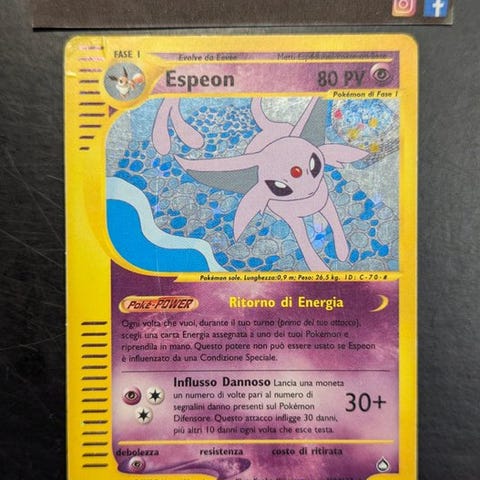 FASE 1
Evolve da Eevee
Espeon
80 PV
Pokémon di Fase 1
Pokémon sole. Lunghezza: 0,9 m; Peso: 26,5 kg. ID: C-70-#
Poké-POWER
Ritorno di Energia
Ogni volta che vuoi, durante il tuo turno (prima del tuo attacco),
scegli una carta Energia assegnata a uno dei tuoi Pokémon e
riprendila in mano. Questo potere non può essere usato se Espeon
è influenzato da una Condizione Speciale.
Influsso Dannoso Lancia una moneta
un numero di volte pari al numero di
segnalini danno presenti sul Pokémon
Difensore. Questo attacco infligge 30 danni,
più altri 10 danni ogni volta che esce testa.
30+
debolezza
resistenza
costo di ritirata